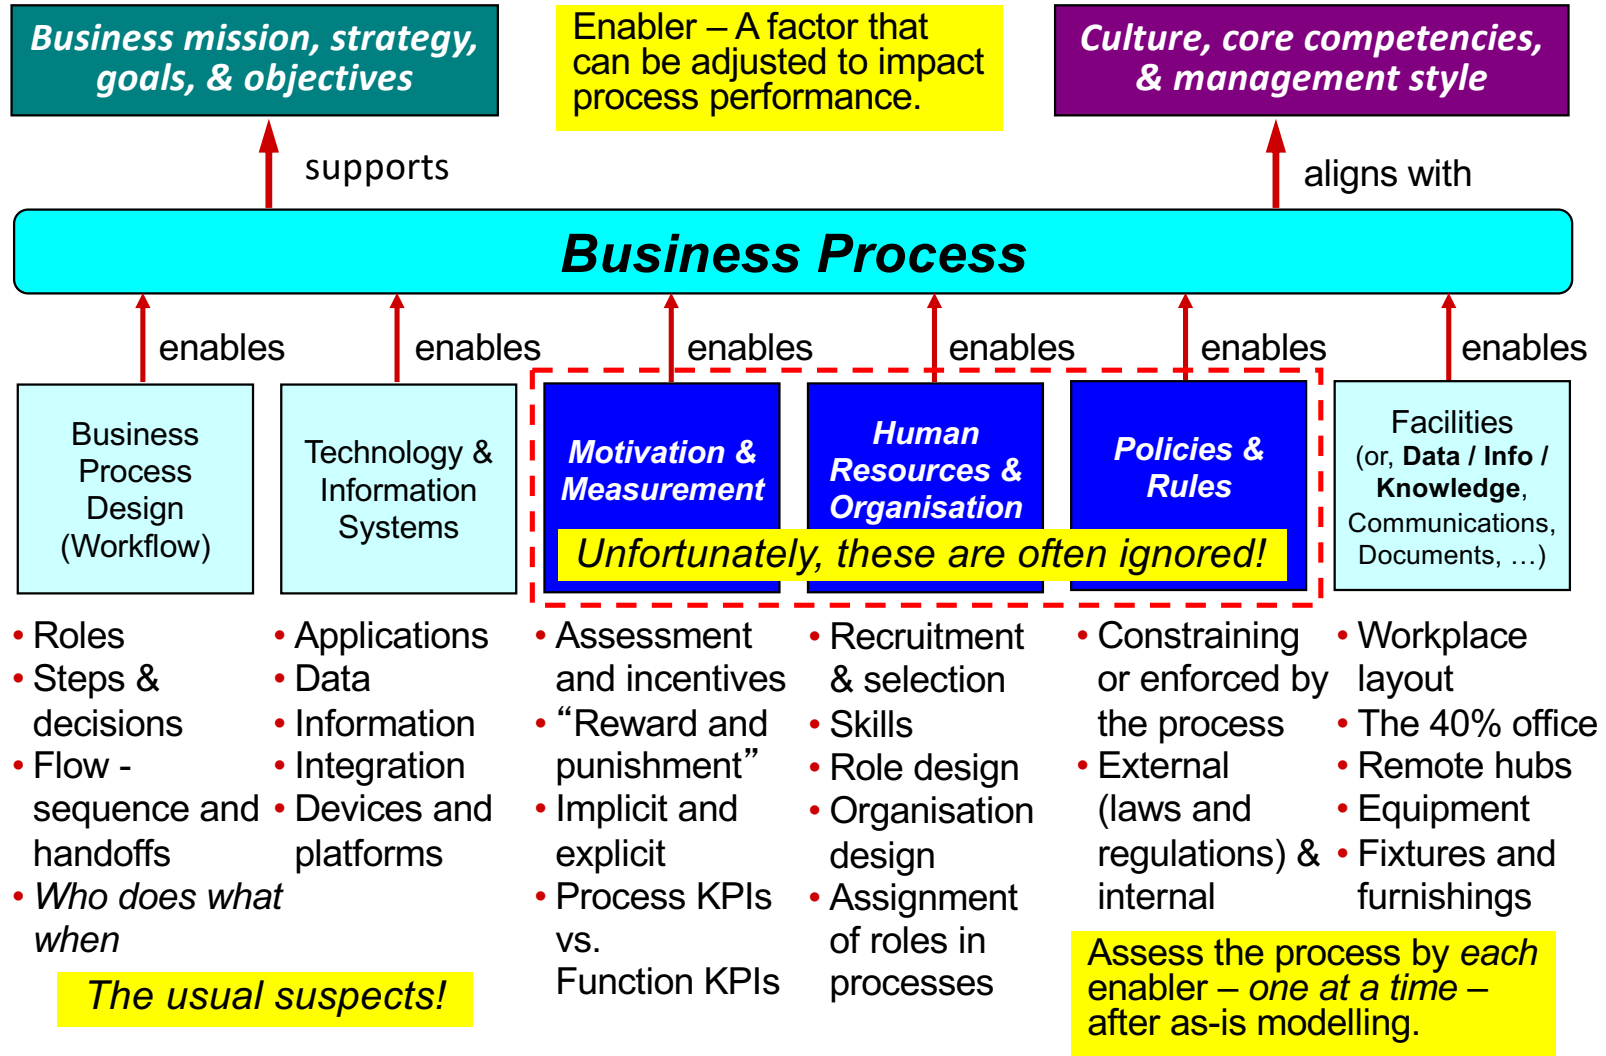 Business mission, strategy,
goals, & objectives
Enabler – A factor that
can be adjusted to impact
process performance.
Culture, core competencies,
& management style
supports
aligns with
Business Process
enables
enables
enables
enables
enables
enables
Business
Process
Design
(Workflow)
Technology &
Information
Systems
Motivation &
Measurement
Human
Resources &
Organisation
Policies &
Rules
Facilities
(or, Data / Info /
Knowledge,
Communications,
Documents, …)
Unfortunately, these are often ignored!
• Roles
• Steps &
decisions
• Flow -
sequence and
handoffs
• Who does what
when
• Applications
• Data
• Information
• Integration
• Devices and
platforms
• Assessment
and incentives
• “Reward and
punishment”
• Implicit and
explicit
• Process KPIs
vs.
Function KPIs
• Recruitment
& selection
• Skills
• Role design
• Organisation
design
• Assignment
of roles in
processes
• Constraining
or enforced by
the process
• External
(laws and
regulations) &
internal
• Workplace
layout
• The 40% office
• Remote hubs
• Equipment
• Fixtures and
furnishings
The usual suspects!
Assess the process by each
enabler – one at a time –
after as-is modelling.